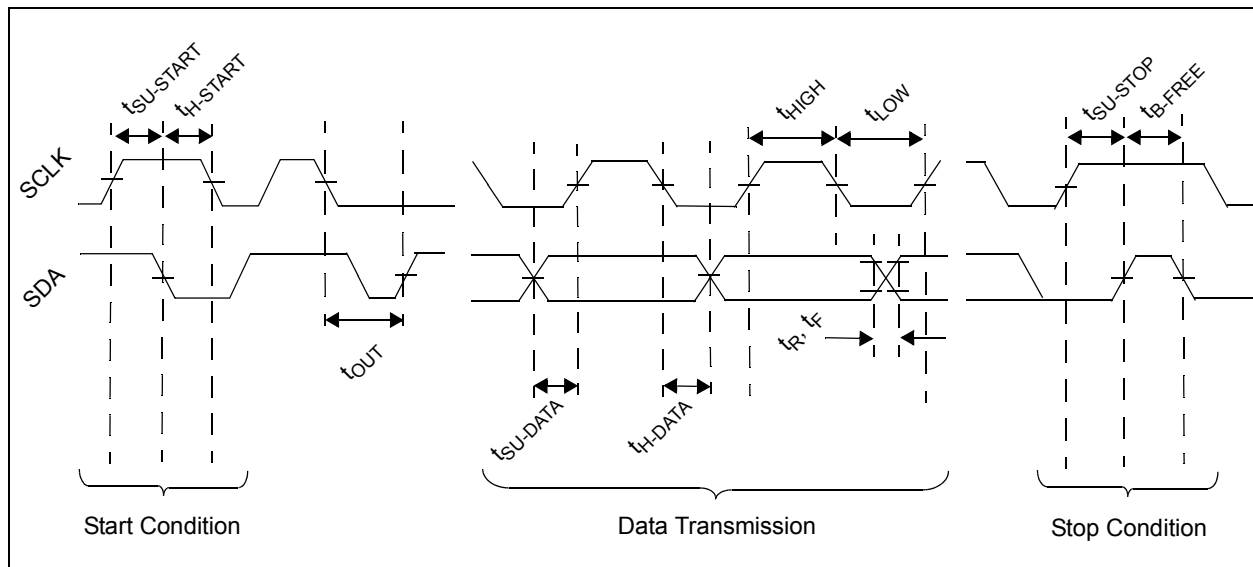 tSU-START
tH-START
tHIGH
tLOW
tSU-STOP
tB-FREE
SCLK
SDA
tOUT
tR, tF
tSU-DATA
tH-DATA
Start Condition
Data Transmission
Stop Condition